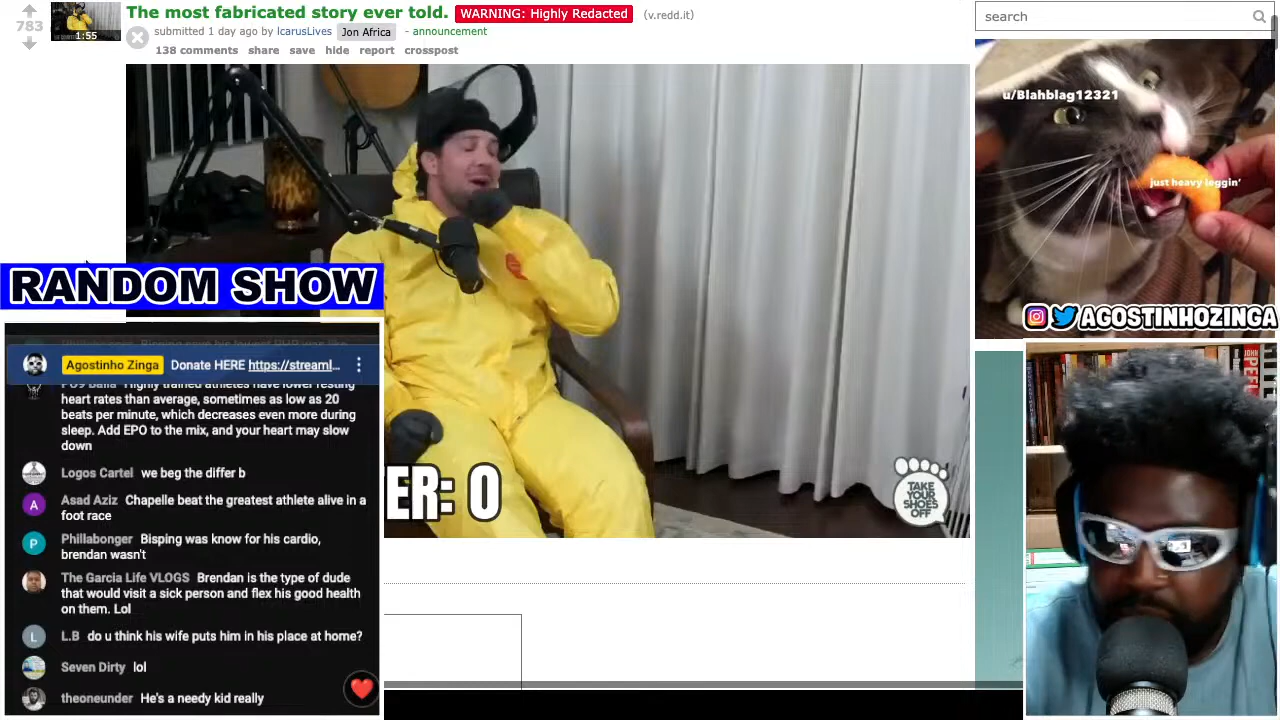 783
1:55
The most fabricated story ever told. WARNING: Highly Redacted (v.redd.it)
submitted 1 day ago by IcarusLives Jon Africa - announcement
138 comments share save hide report crosspost
search
u/Blahblag12321
just heavy leggin'
AGOSTINHOZINGA
RANDOM SHOW
Agostinho Zinga Donate HERE https://streaml...
Highly trained athletes have lower resting
heart rates than average, sometimes as low as 20
beats per minute, which decreases even more during
sleep. Add EPO to the mix, and your heart may slow
down
Logos Cartel we beg the differ b
A
Asad Aziz Chapelle beat the greatest athlete alive in a
foot race
P
Phillabonger Bisping was know for his cardio,
brendan wasn't
The Garcia Life VLOGS Brendan is the type of dude
that would visit a sick person and flex his good health
on them. Lol
L
L.B do u think his wife puts him in his place at home?
Seven Dirty lol
theoneunder He's a needy kid really
ER: 0
TAKE
YOUR
SHOES
OFF